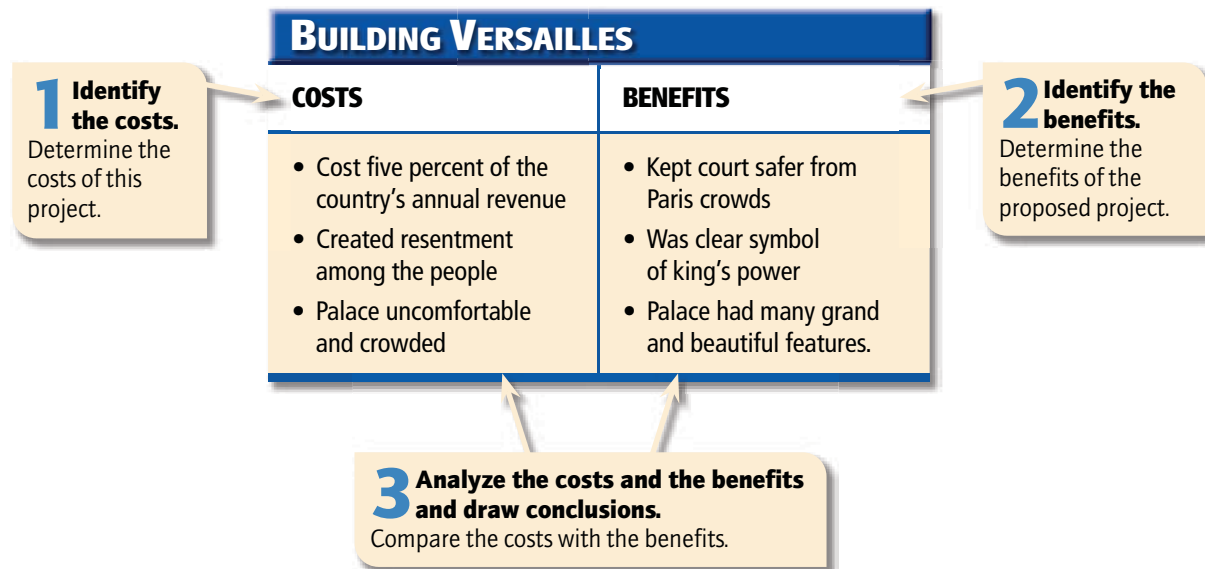 BUILDING VERSAILLES
1 Identify
the costs.
Determine the
costs of this
project.
COSTS
• Cost five percent of the
country's annual revenue
• Created resentment
among the people
• Palace uncomfortable
and crowded
BENEFITS
• Kept court safer from
Paris crowds
• Was clear symbol
of king's power
• Palace had many grand
and beautiful features.
2 Identify the
benefits.
Determine the
benefits of the
proposed project.
3 Analyze the costs and the benefits
and draw conclusions.
Compare the costs with the benefits.